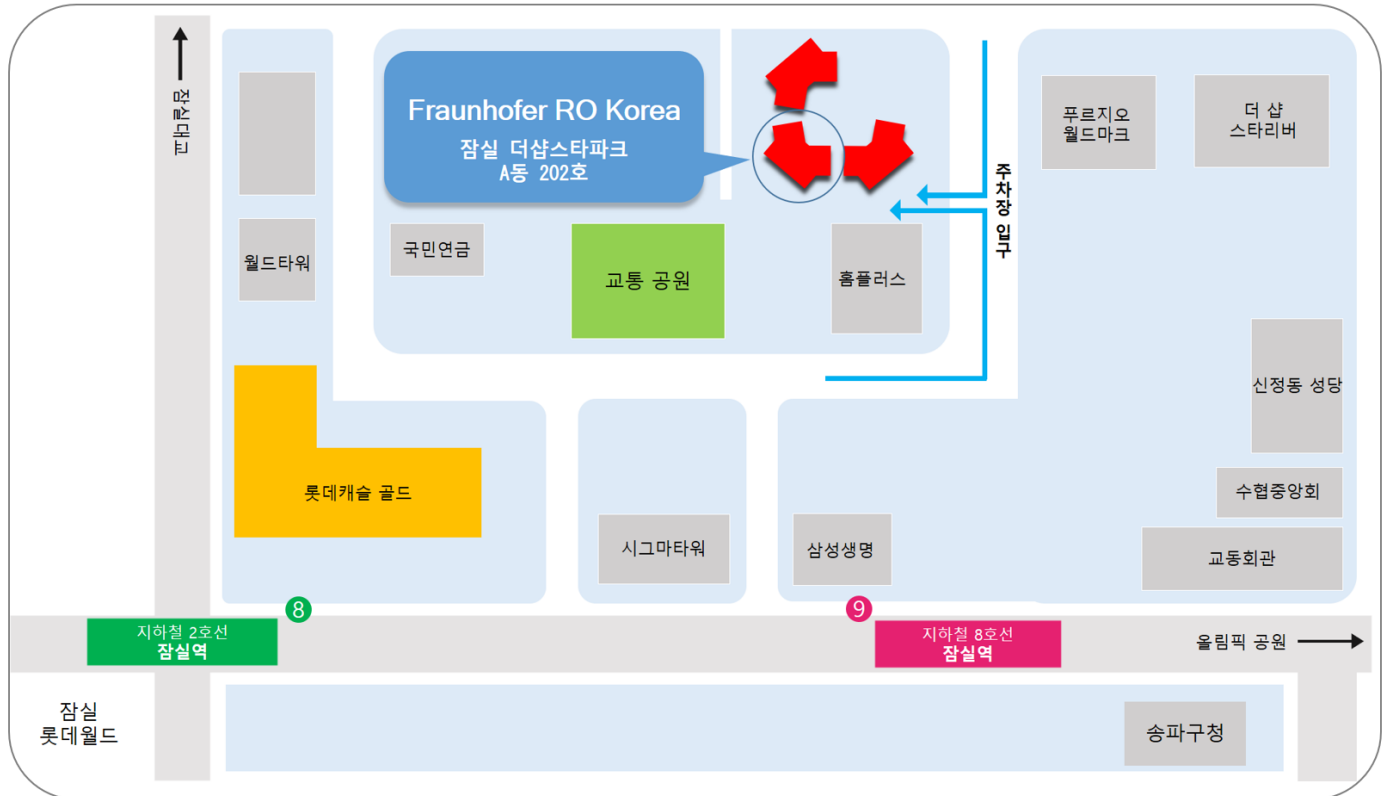 잠실대교
Fraunhofer RO Korea
잠실 더샵스타파크
A동 202호
푸르지오
월드마크
더 샵
스타리버
주차장 입구
월드타워
국민연금
교통 공원
홈플러스
신정동 성당
롯데캐슬 골드
수협중앙회
시그마타워
삼성생명
교동회관
8
9
지하철 2호선
잠실역
지하철 8호선
잠실역
올림픽 공원
잠실
롯데월드
송파구청